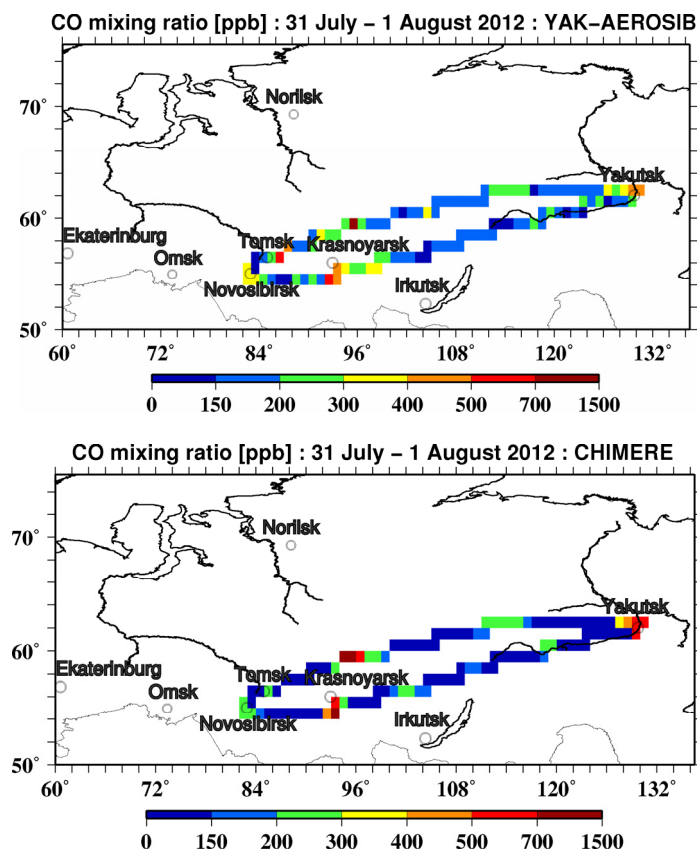 CO mixing ratio [ppb] : 31 July – 1 August 2012 : YAK–AEROSIB
70˚
Norilsk
Yakutsk
60˚
Ekaterinburg
Tomsk
Krasnoyarsk
Omsk
Novosibirsk
Irkutsk
50˚
60˚ 72˚ 84˚ 96˚ 108˚ 120˚ 132˚
0 150 200 300 400 500 700 1500
CO mixing ratio [ppb] : 31 July – 1 August 2012 : CHIMERE
70˚
Norilsk
Yakutsk
60˚
Ekaterinburg
Tomsk
Krasnoyarsk
Omsk
Novosibirsk
Irkutsk
50˚
60˚ 72˚ 84˚ 96˚ 108˚ 120˚ 132˚
0 150 200 300 400 500 700 1500